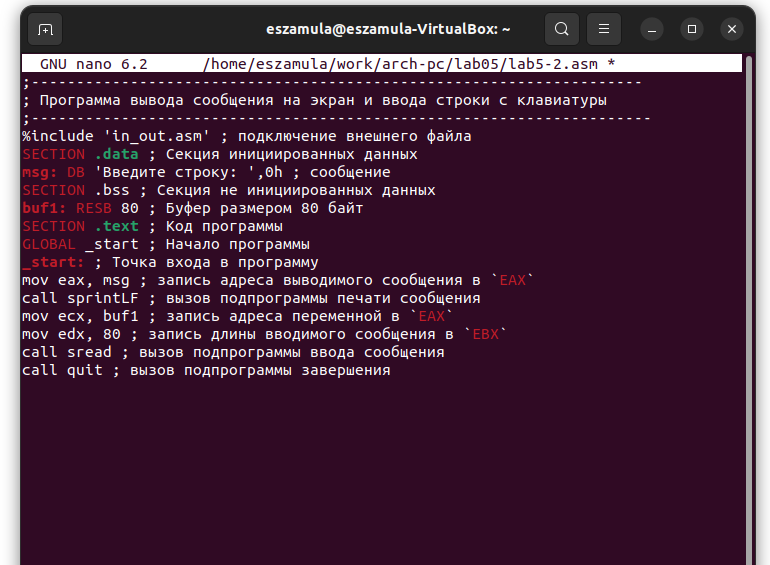 eszamula@eszamula-VirtualBox: ~
GNU nano 6.2 /home/eszamula/work/arch-pc/lab05/lab5-2.asm *
;--------------------------------------------------------------------
; Программа вывода сообщения на экран и ввода строки с клавиатуры
;---------------------------------------------------------------------
%include 'in_out.asm' ; подключение внешнего файла
SECTION .data ; Секция инициированных данных
msg: DB 'Введите строку: ',0h ; сообщение
SECTION .bss ; Секция не инициированных данных
buf1: RESB 80 ; Буфер размером 80 байт
SECTION .text ; Код программы
GLOBAL _start ; Начало программы
_start: ; Точка входа в программу
mov eax, msg ; запись адреса выводимого сообщения в `EAX`
call sprintLF ; вызов подпрограммы печати сообщения
mov ecx, buf1 ; запись адреса переменной в `EAX`
mov edx, 80 ; запись длины вводимого сообщения в `EBX`
call sread ; вызов подпрограммы ввода сообщения
call quit ; вызов подпрограммы завершения